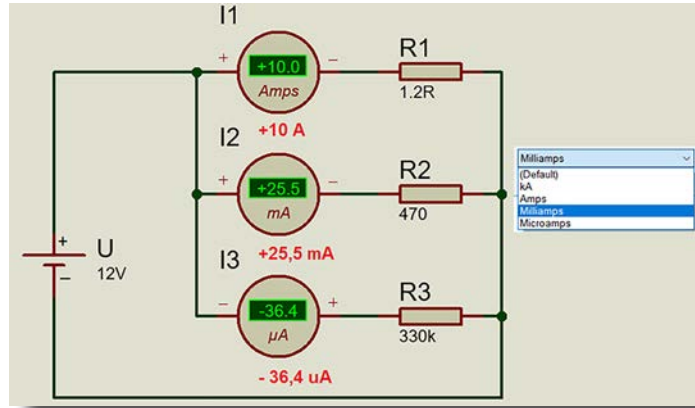 I1
+ +10.0 −
Amps
+10 A
R1
1.2R
I2
+ +25.5 −
mA
+25,5 mA
R2
470
Milliamps
(Default)
kA
Amps
Milliamps
Microamps
+
−
U
12V
I3
− -36.4 +
µA
- 36,4 uA
R3
330k